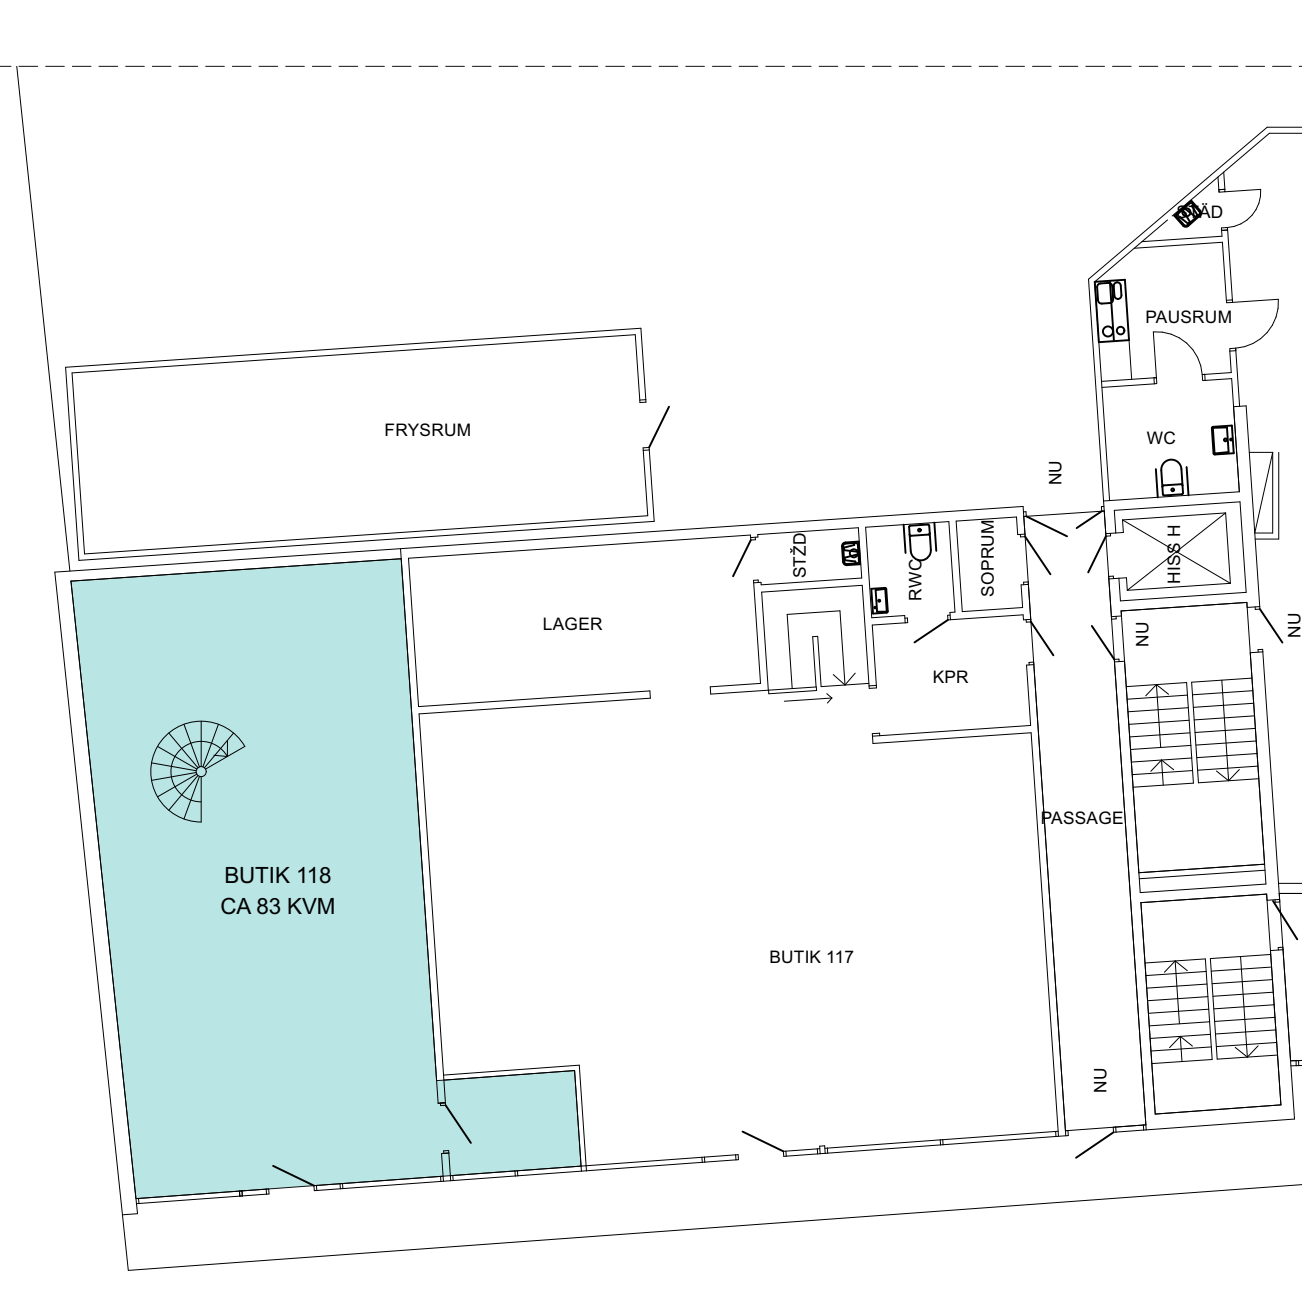 STÄD
PAUSRUM
FRYSRUM
WC
NU
STŽD
RWC
SOPRUM
HISS H
LAGER
NU
NU
KPR
PASSAGE
BUTIK 118
CA 83 KVM
BUTIK 117
NU